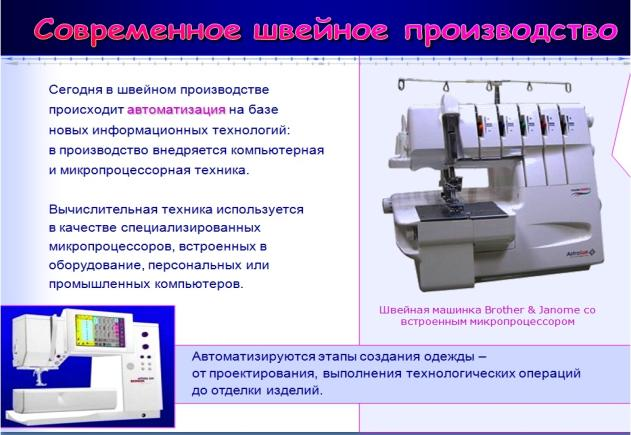 Современное швейное производство
Сегодня в швейном производстве
происходит автоматизация на базе
новых информационных технологий:
в производство внедряется компьютерная
и микропроцессорная техника.
Вычислительная техника используется
в качестве специализированных
микропроцессоров, встроенных в
оборудование, персональных или
промышленных компьютеров.
Швейная машинка Brother & Janome со
встроенным микропроцессором
Автоматизируются этапы создания одежды –
от проектирования, выполнения технологических операций
до отделки изделий.